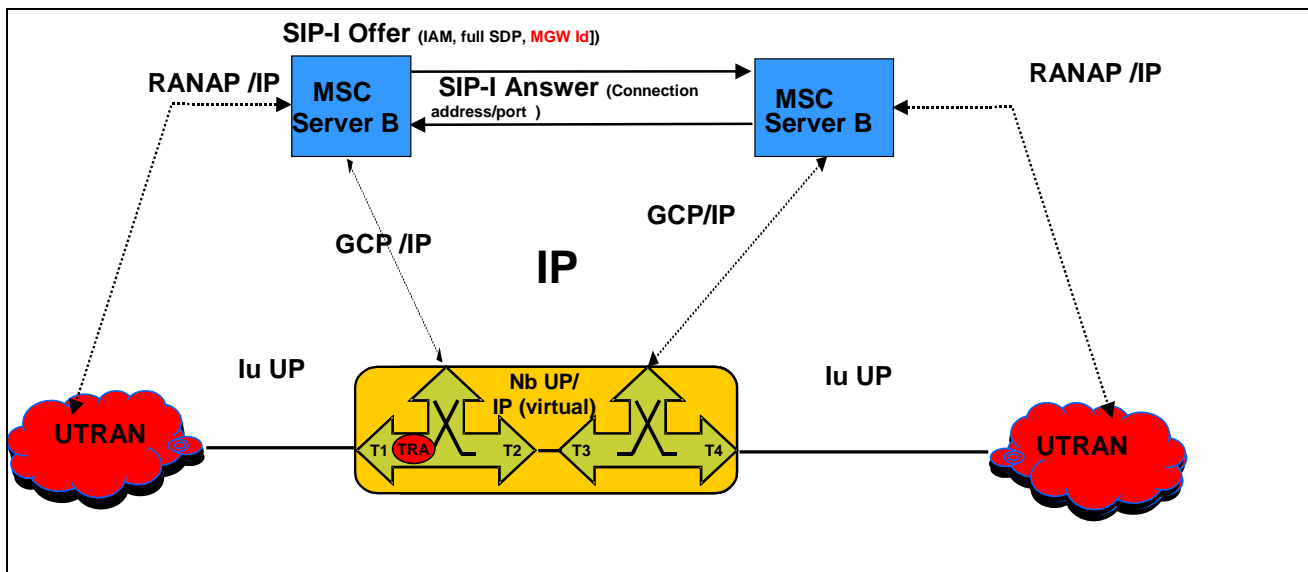 SIP-I Offer (IAM, full SDP, MGW Id])
RANAP /IP
MSC
Server B
SIP-I Answer (Connection
address/port )
MSC
Server B
RANAP /IP
GCP /IP
GCP/IP
IP
Iu UP
Nb UP/
IP (virtual)
Iu UP
UTRAN
T1
TRA
T2
T3
T4
UTRAN